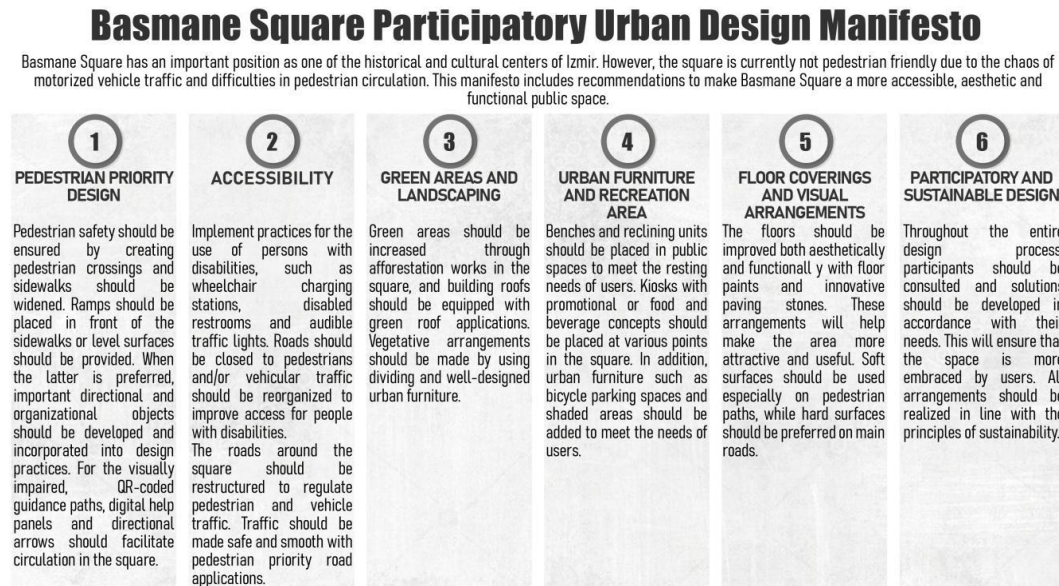 Basmane Square Participatory Urban Design Manifesto
Basmane Square has an important position as one of the historical and cultural centers of Izmir. However, the square is currently not pedestrian friendly due to the chaos of
motorized vehicle traffic and difficulties in pedestrian circulation. This manifesto includes recommendations to make Basmane Square a more accessible, aesthetic and
functional public space.
1
PEDESTRIAN PRIORITY
DESIGN
Pedestrian safety should be
ensured by creating
pedestrian crossings and
sidewalks should be
widened. Ramps should be
placed in front of the
sidewalks or level surfaces
should be provided. When
the latter is preferred,
important directional and
organizational objects
should be developed and
incorporated into design
practices. For the visually
impaired, QR-coded
guidance paths, digital help
panels and directional
arrows should facilitate
circulation in the square.
2
ACCESSIBILITY
Implement practices for the
use of persons with
disabilities, such as
wheelchair charging
stations, disabled
restrooms and audible
traffic lights. Roads should
be closed to pedestrians
and/or vehicular traffic
should be reorganized to
improve access for people
with disabilities.
The roads around the
square should be
restructured to regulate
pedestrian and vehicle
traffic. Traffic should be
made safe and smooth with
pedestrian priority road
applications.
3
GREEN AREAS AND
LANDSCAPING
Green areas should be
increased through
afforestation works in the
square, and building roofs
should be equipped with
green roof applications.
Vegetative arrangements
should be made by using
dividing and well-designed
urban furniture.
4
URBAN FURNITURE
AND RECREATION
AREA
Benches and reclining units
should be placed in public
spaces to meet the resting
needs of users. Kiosks with
promotional or food and
beverage concepts should
be placed at various points
in the square. In addition,
urban furniture such as
bicycle parking spaces and
shaded areas should be
added to meet the needs of
users.
5
FLOOR COVERINGS
AND VISUAL
ARRANGEMENTS
The floors should be
improved both aesthetically
and functionall y with floor
paints and innovative
paving stones. These
arrangements will help
make the area more
attractive and useful. Soft
surfaces should be used
especially on pedestrian
paths, while hard surfaces
should be preferred on main
roads.
6
PARTICIPATORY AND
SUSTAINABLE DESIGN
Throughout the entire
design process
participants should be
consulted and solutions
should be developed in
accordance with their
needs. This will ensure that
the space is more
embraced by users. All
arrangements should be
realized in line with the
principles of sustainability.